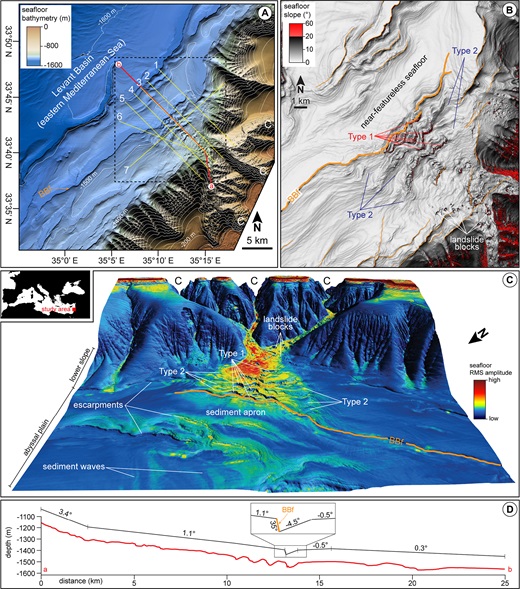 seafloor
bathymetry (m)
0
-800
-1600
A
-1600 m
Levant Basin
(eastern Mediterranean Sea)
1
2
3
4
5
6
BBf
-1500 m
C
5 km
N
33°50'
33°45'
33°40'
33°35'
35°0'E
35°5'E
35°10'E
35°15'E
seafloor
slope (°)
60
30
0
B
1 km
N
near-featureless seafloor
Type 2
Type 1
BBf
Type 2
landslide
blocks
study area
C
C
C
C
N
landslide
blocks
Type 1
Type 2
Type 2
sediment apron
escarpments
sediment waves
BBf
lower slope
abyssal plain
seafloor
RMS amplitude
high
low
D
depth (m)
-1100
-1200
-1300
-1400
-1500
-1600
3.4°
1.1°
1.1°
BBf
35°
-4.5°
-0.5°
-0.5°
0.3°
a
b
0
distance (km)
5
10
15
20
25